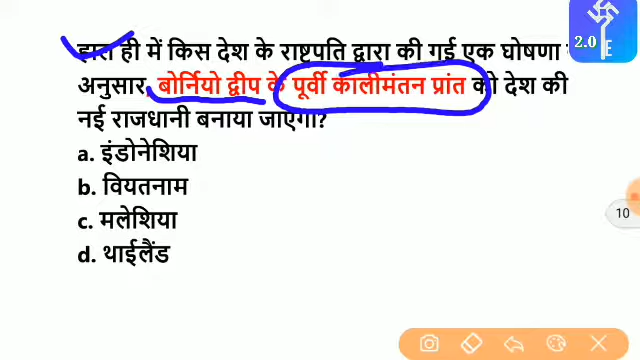 2.0
E
हाल ही में किस देश के राष्ट्रपति द्वारा की गई एक घोषणा
अनुसार, बोर्नियो द्वीप के पूर्वी कालीमंतन प्रांत को देश की
नई राजधानी बनाया जाएगा?
a. इंडोनेशिया
b. वियतनाम
c. मलेशिया
d. थाईलैंड
10